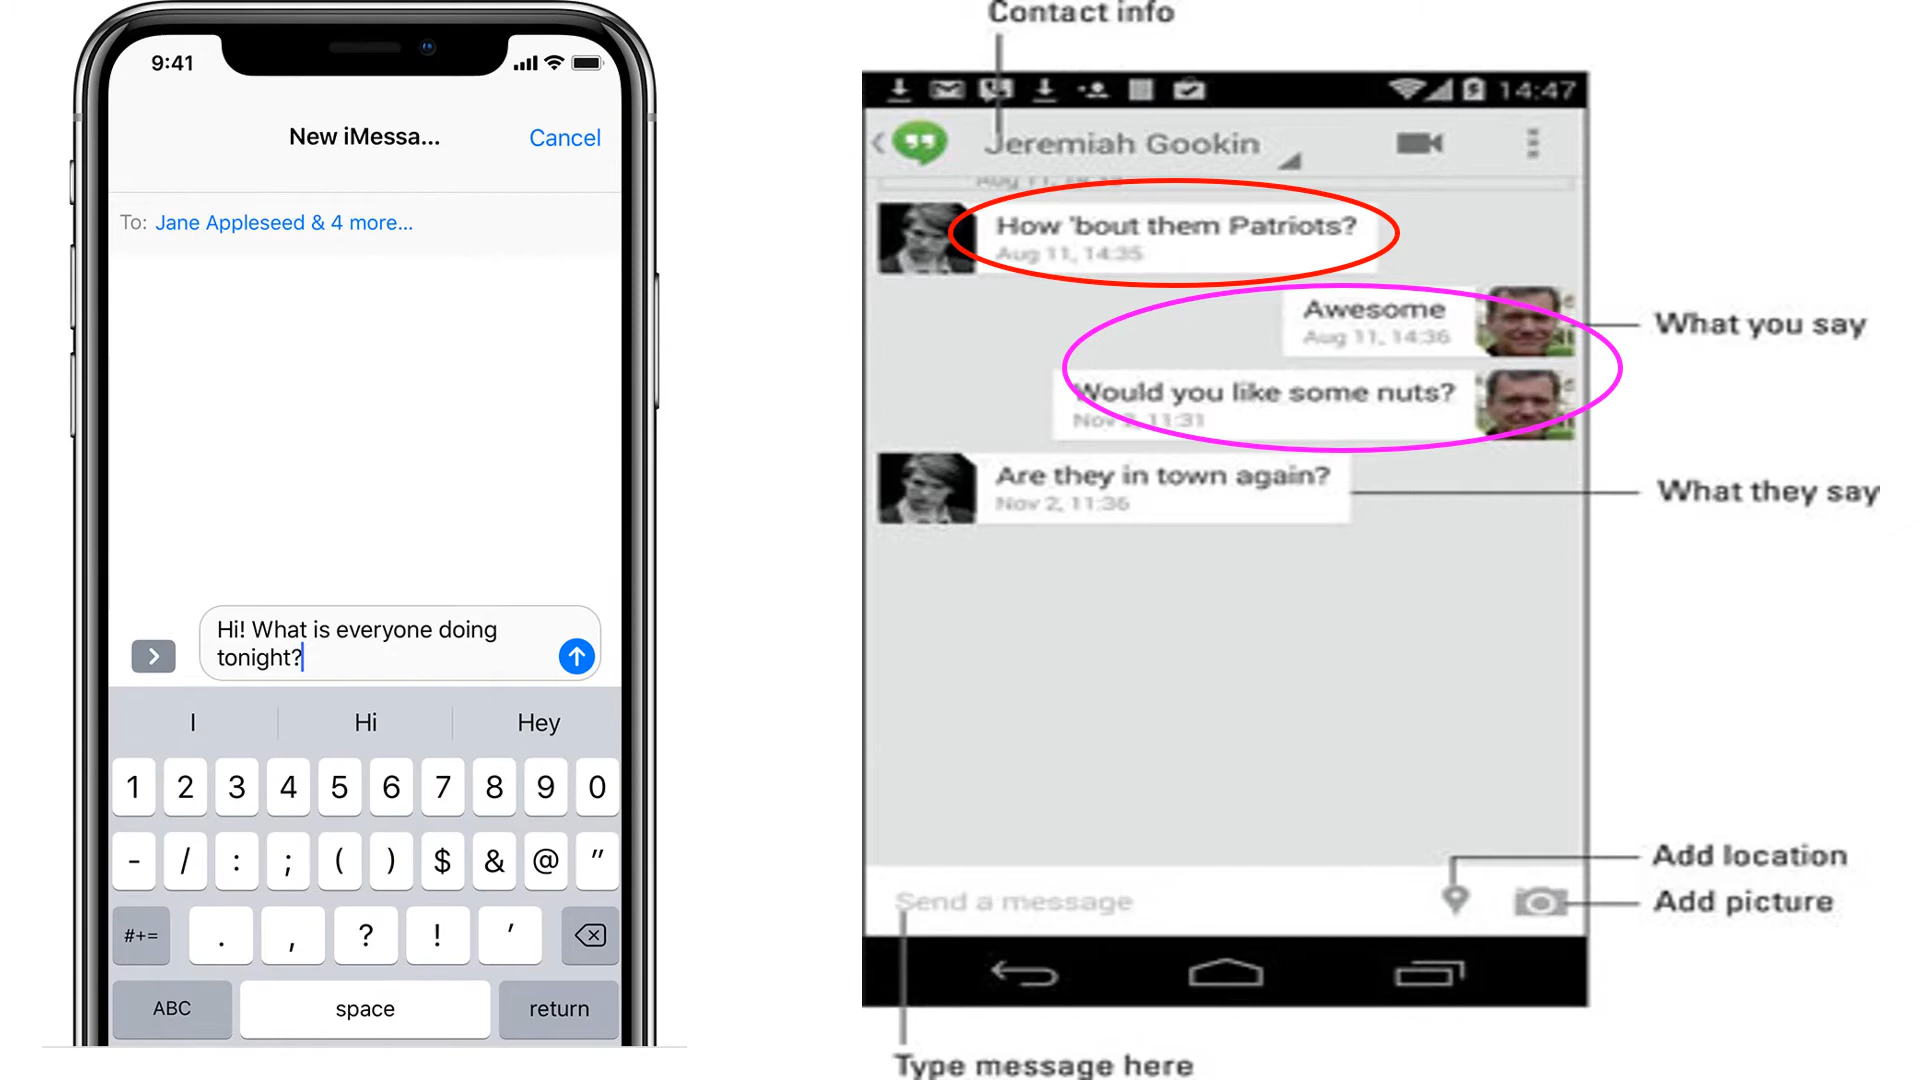 9:41
New iMessa...
Cancel
To: Jane Appleseed & 4 more...
Hi! What is everyone doing
tonight?
I
Hi
Hey
1 2 3 4 5 6 7 8 9 0
- / : ; ( ) $ & @ "
#+= . , ? ! '
ABC
space
return
Contact info
14:47
Jeremiah Gookin
How 'bout them Patriots?
Aug 11, 14:35
Awesome
Aug 11, 14:36
What you say
Would you like some nuts?
Nov 2, 11:31
Are they in town again?
Nov 2, 11:36
What they say
Add location
Send a message
Add picture
Type message here